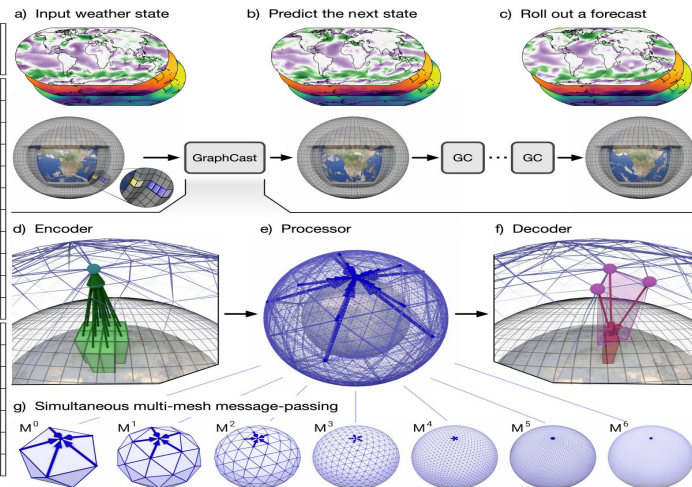 a) Input weather state
b) Predict the next state
c) Roll out a forecast
GraphCast
GC
...
GC
d) Encoder
e) Processor
f) Decoder
g) Simultaneous multi-mesh message-passing
M⁰
M¹
M²
M³
M⁴
M⁵
M⁶